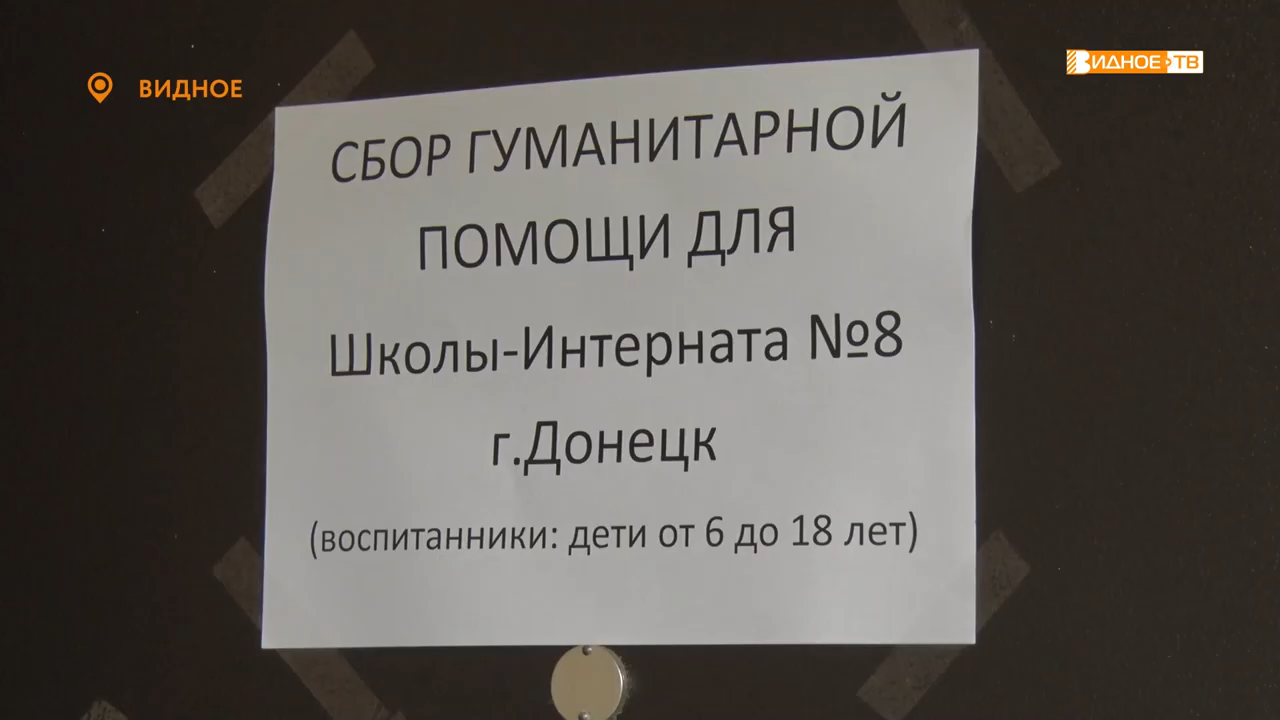 ВИДНОЕ
ВИДНОЕ ТВ
СБОР ГУМАНИТАРНОЙ
ПОМОЩИ ДЛЯ
Школы-Интерната №8
г.Донецк
(воспитанники: дети от 6 до 18 лет)